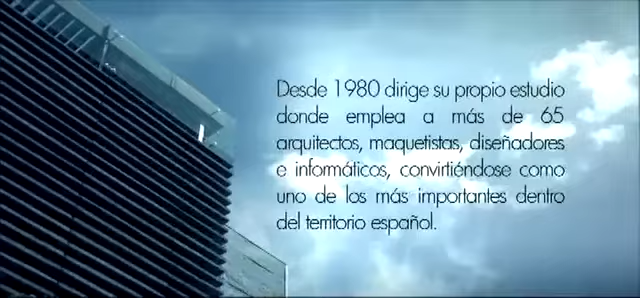 Desde 1980 dirige su propio estudio
donde emplea a más de 65
arquitectos, maquetistas, diseñadores
e informáticos, convirtiéndose como
uno de los más importantes dentro
del territorio español.